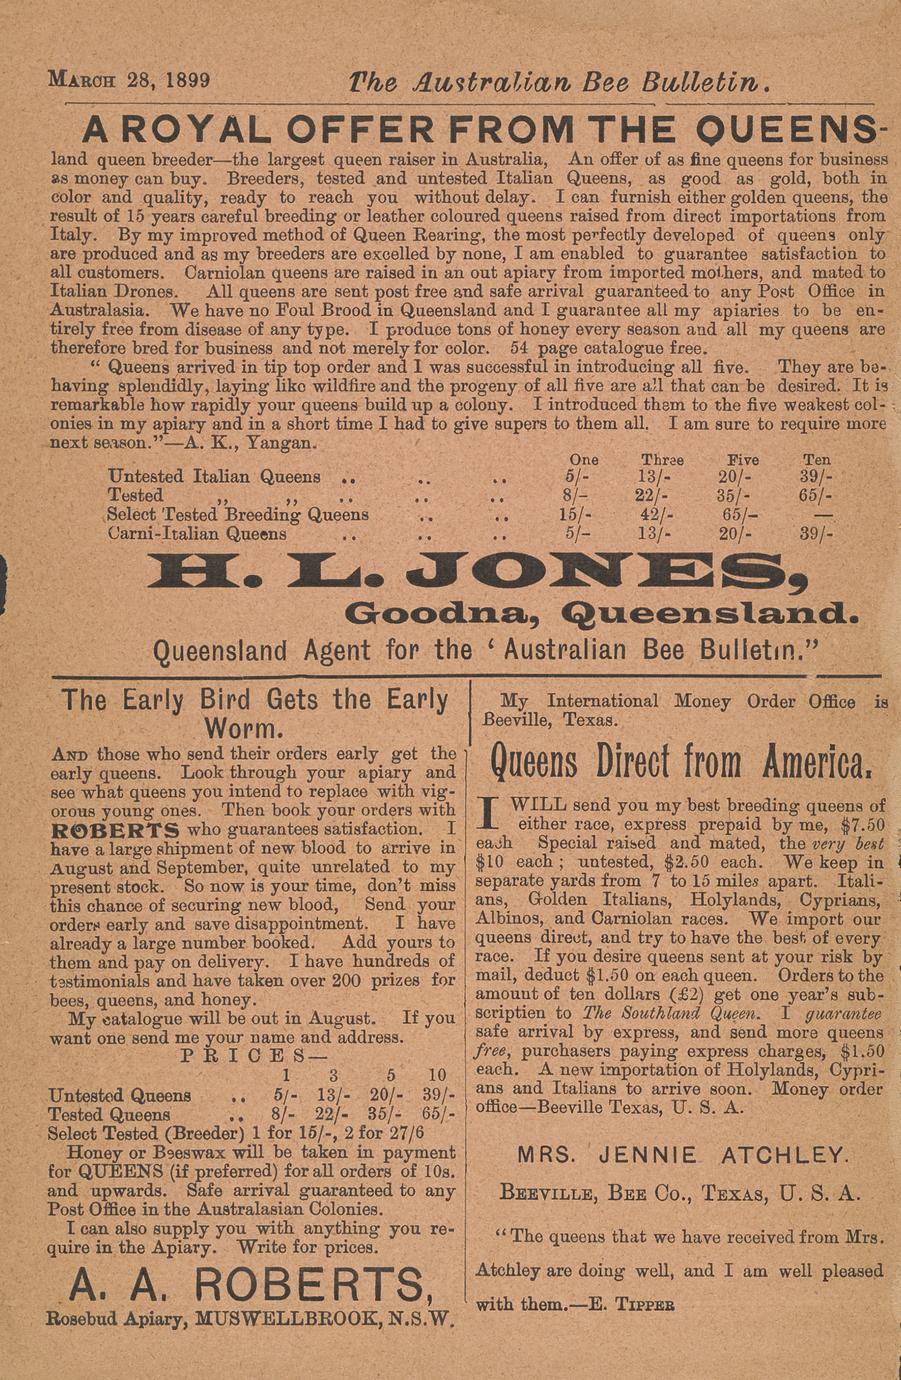 MARCH 28, 1899 The Australian Bee Bulletin.
A ROYAL OFFER FROM THE QUEENS-
land queen breeder—the largest queen raiser in Australia, An offer of as fine queens for business
as money can buy. Breeders, tested and untested Italian Queens, as good as gold, both in
color and quality, ready to reach you without delay. I can furnish either golden queens, the
result of 15 years careful breeding or leather coloured queens raised from direct importations from
Italy. By my improved method of Queen Rearing, the most perfectly developed of queens only
are produced and as my breeders are excelled by none, I am enabled to guarantee satisfaction to
all customers. Carniolan queens are raised in an out apiary from imported mothers, and mated to
Italian Drones. All queens are sent post free and safe arrival guaranteed to any Post Office in
Australasia. We have no Foul Brood in Queensland and I guarantee all my apiaries to be en-
tirely free from disease of any type. I produce tons of honey every season and all my queens are
therefore bred for business and not merely for color. 54 page catalogue free.
“ Queens arrived in tip top order and I was successful in introducing all five. They are be-
having splendidly, laying like wildfire and the progeny of all five are all that can be desired. It is
remarkable how rapidly your queens build up a colony. I introduced them to the five weakest col-
onies in my apiary and in a short time I had to give supers to them all. I am sure to require more
next season.”—A. K., Yangan.
One Three Five Ten
Untested Italian Queens .. .. .. 5/- 13/- 20/- 39/-
Tested ,, ,, .. .. .. 8/– 22/- 35/- 65/-
Select Tested Breeding Queens .. .. 15/- 42/- 65/– —
Carni-Italian Queens .. .. .. 5/– 13/- 20/- 39/-
H. L. JONES,
Goodna, Queensland.
Queensland Agent for the ‘ Australian Bee Bulletin.”
The Early Bird Gets the Early
Worm.
AND those who send their orders early get the
early queens. Look through your apiary and
see what queens you intend to replace with vig-
orous young ones. Then book your orders with
ROBERTS who guarantees satisfaction. I
have a large shipment of new blood to arrive in
August and September, quite unrelated to my
present stock. So now is your time, don’t miss
this chance of securing new blood, Send your
orders early and save disappointment. I have
already a large number booked. Add yours to
them and pay on delivery. I have hundreds of
testimonials and have taken over 200 prizes for
bees, queens, and honey.
My catalogue will be out in August. If you
want one send me your name and address.
PRICES—
1 3 5 10
Untested Queens .. 5/- 13/- 20/- 39/-
Tested Queens .. 8/- 22/- 35/- 65/-
Select Tested (Breeder) 1 for 15/-, 2 for 27/6
Honey or Beeswax will be taken in payment
for QUEENS (if preferred) for all orders of 10s.
and upwards. Safe arrival guaranteed to any
Post Office in the Australasian Colonies.
I can also supply you with anything you re-
quire in the Apiary. Write for prices.
A. A. ROBERTS,
Rosebud Apiary, MUSWELLBROOK, N.S.W.
My International Money Order Office is
Beeville, Texas.
Queens Direct from America.
I WILL send you my best breeding queens of
either race, express prepaid by me, $7.50
each Special raised and mated, the very best
$10 each ; untested, $2.50 each. We keep in
separate yards from 7 to 15 miles apart. Itali-
ans, Golden Italians, Holylands, Cyprians,
Albinos, and Carniolan races. We import our
queens direct, and try to have the best of every
race. If you desire queens sent at your risk by
mail, deduct $1.50 on each queen. Orders to the
amount of ten dollars (£2) get one year’s sub-
scription to The Southland Queen. I guarantee
safe arrival by express, and send more queens
free, purchasers paying express charges, $1.50
each. A new importation of Holylands, Cypri-
ans and Italians to arrive soon. Money order
office—Beeville Texas, U. S. A.
MRS. JENNIE ATCHLEY.
BEEVILLE, BEE CO., TEXAS, U. S. A.
“ The queens that we have received from Mrs.
Atchley are doing well, and I am well pleased
with them.—E. TIPPER